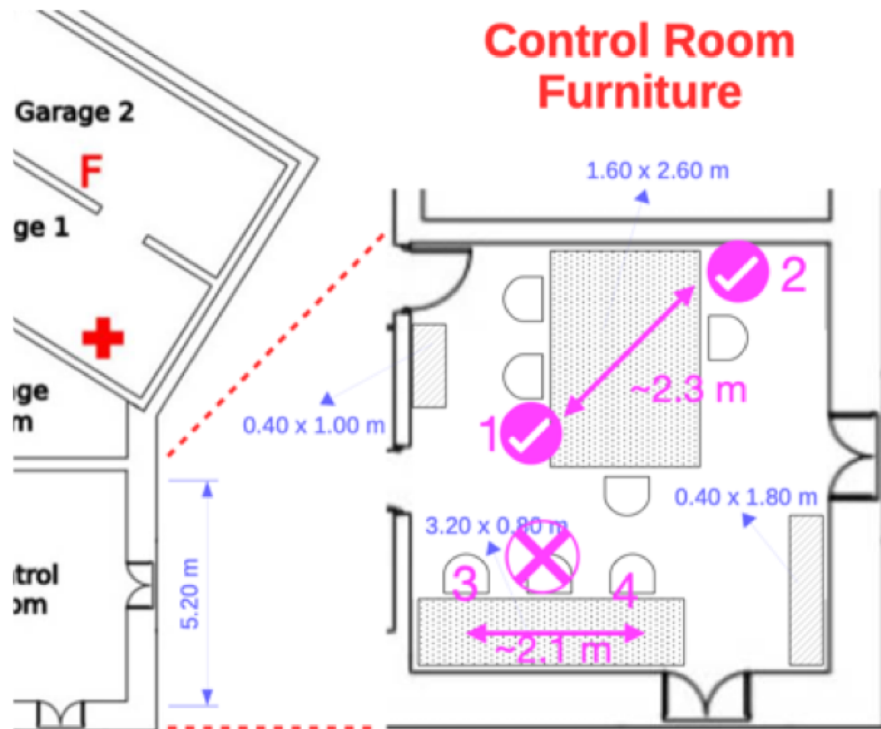 Control Room
Furniture
Garage 2
F
ge 1
1.60 x 2.60 m
2
~2.3 m
0.40 x 1.00 m
1
ge
m
0.40 x 1.80 m
3.20 x 0.80 m
3
4
5.20 m
trol
om
~2.1 m